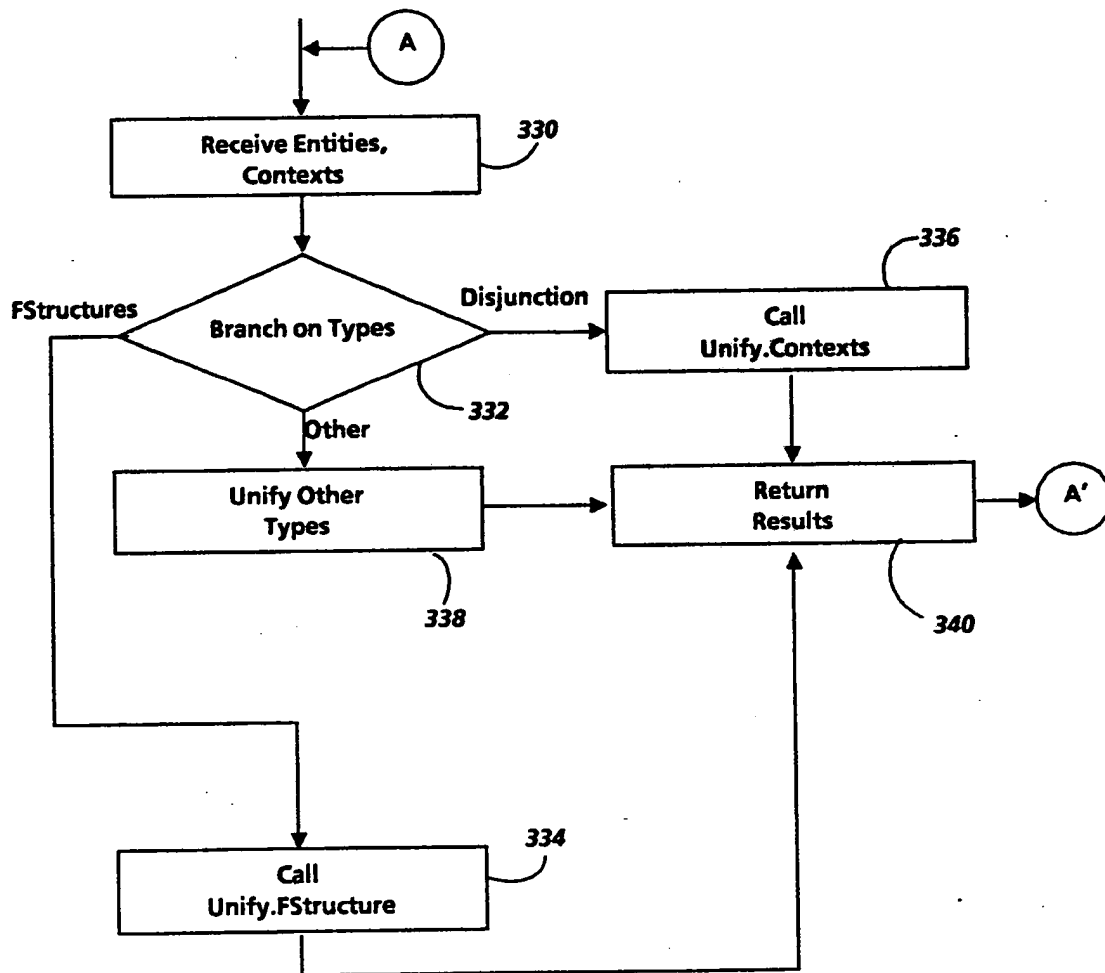 A
Receive Entities,
Contexts
330
FStructures
Branch on Types
Disjunction
332
Other
336
Call
Unify.Contexts
Unify Other
Types
338
Return
Results
340
A'
334
Call
Unify.FStructure